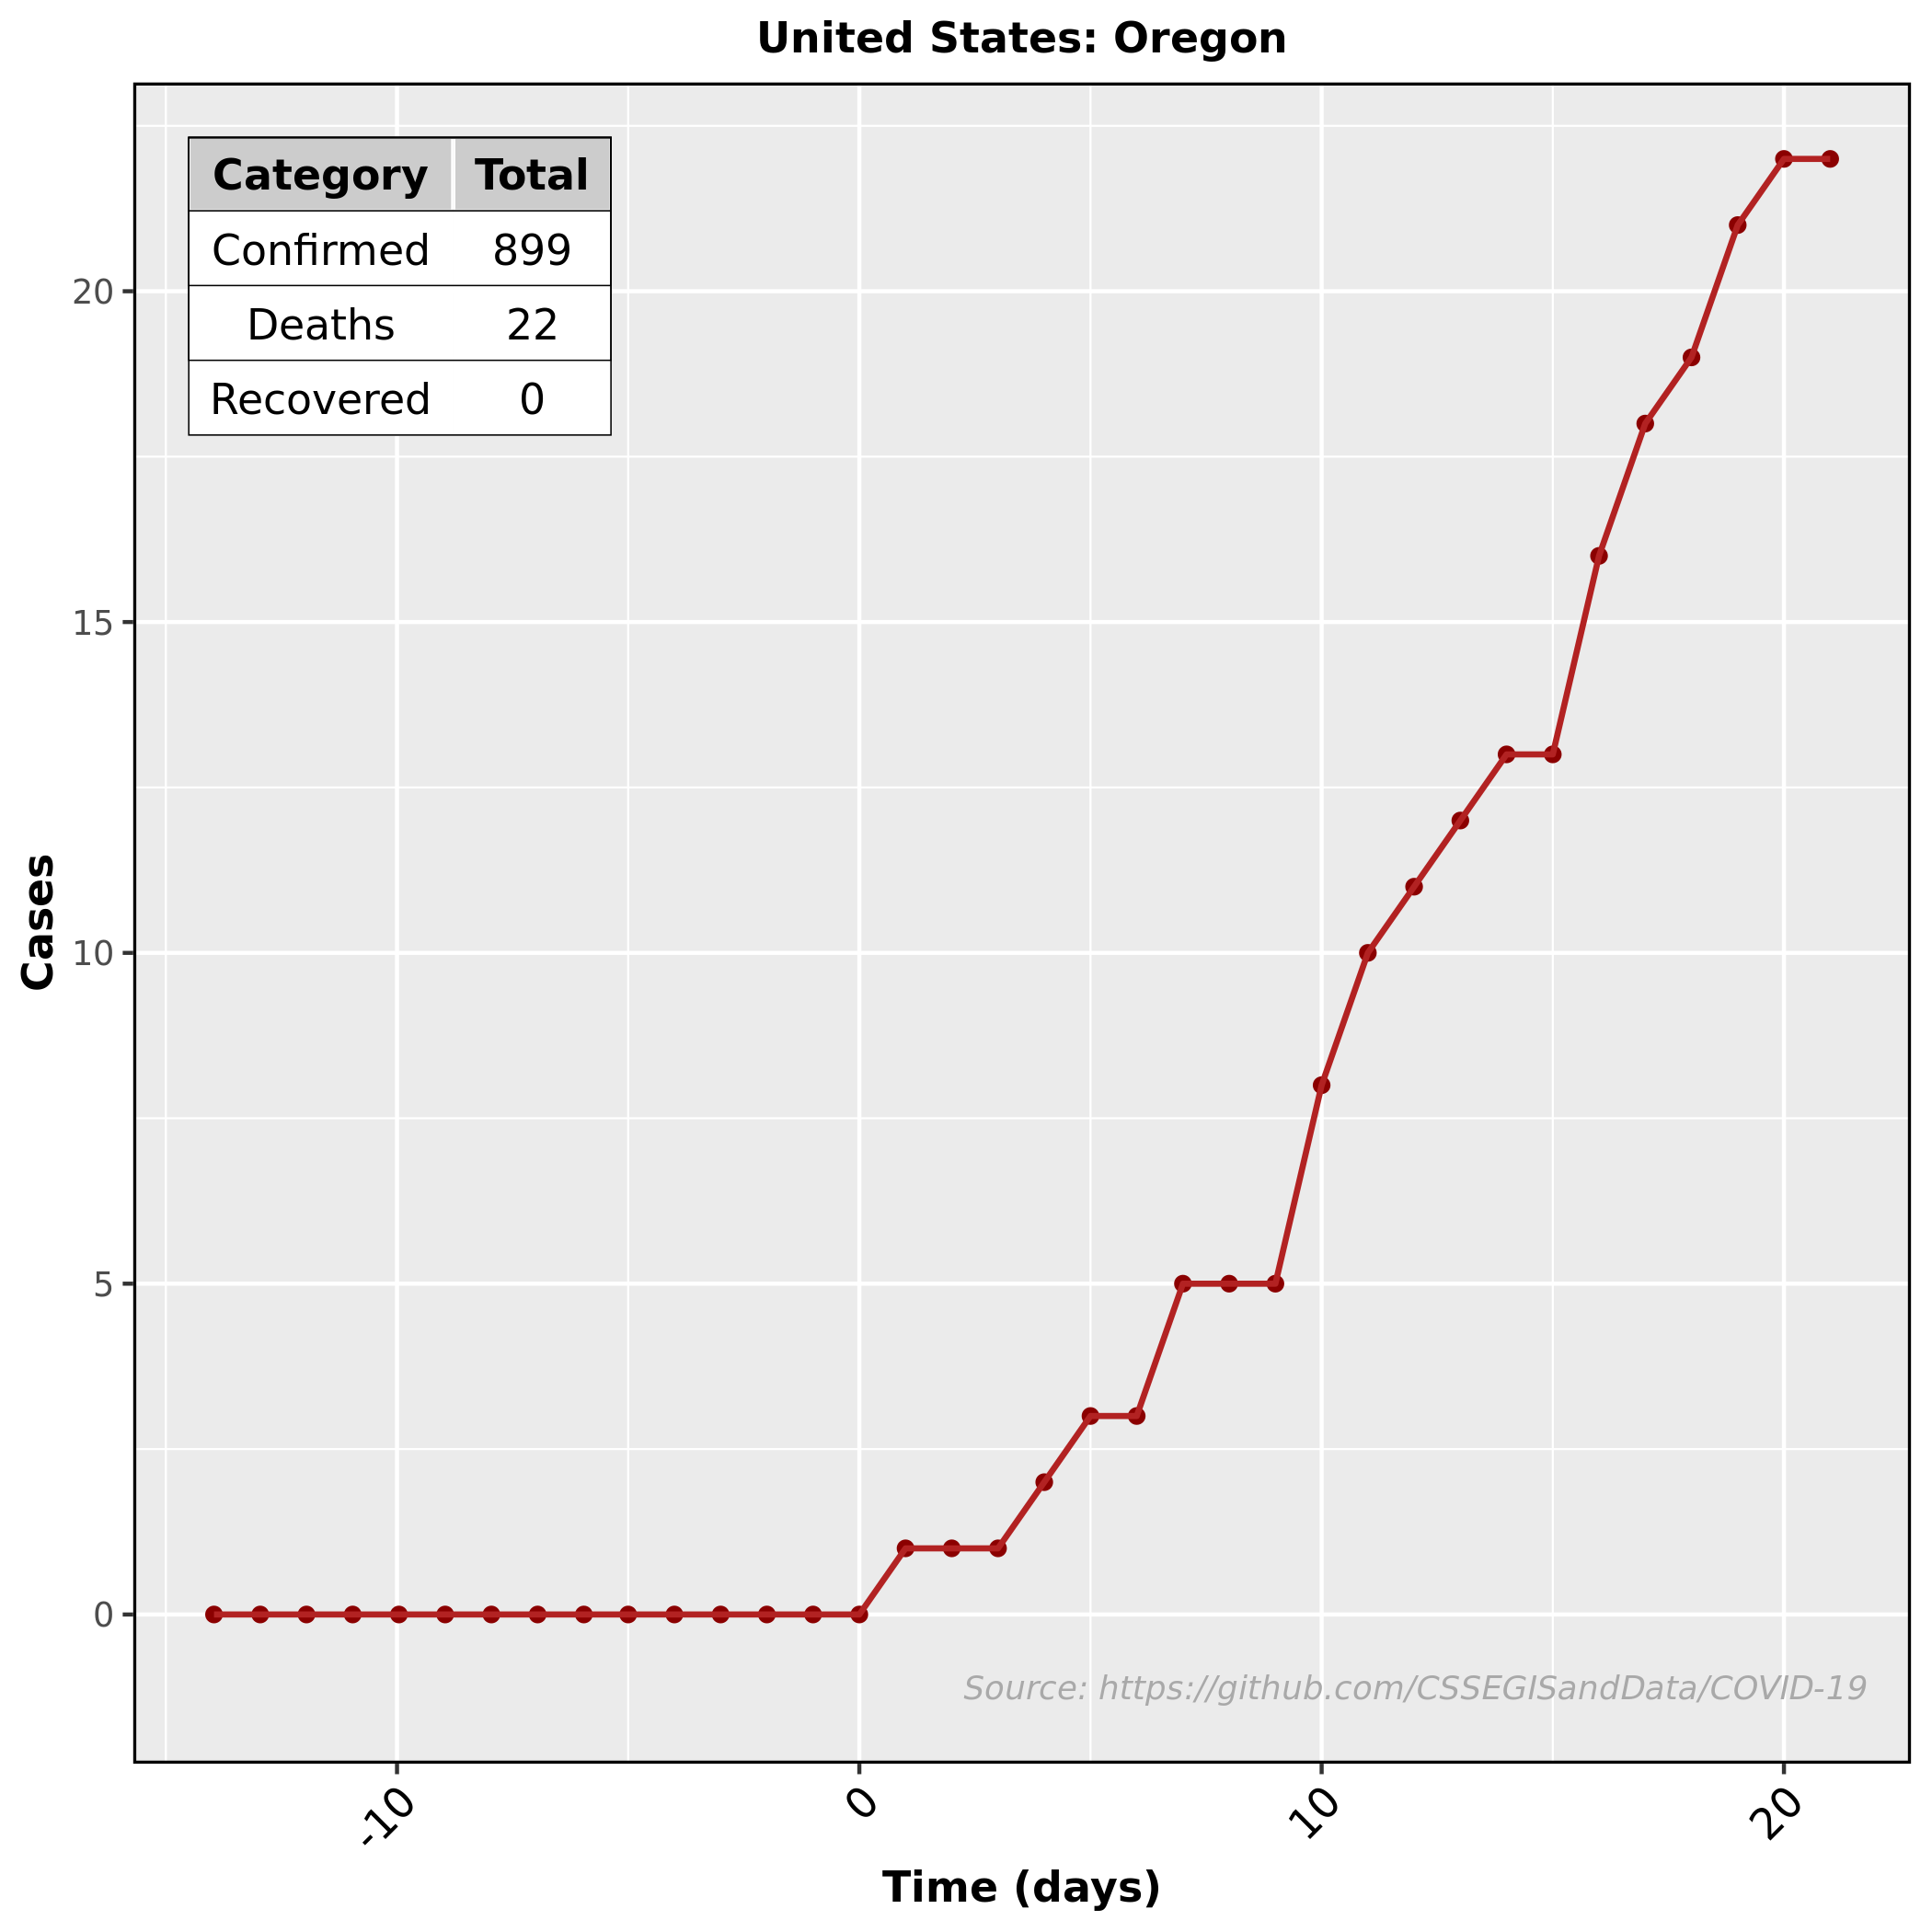 United States: Oregon
Category Total
Confirmed 899
Deaths 22
Recovered 0
20
15
10
5
0
Cases
Source: https://github.com/CSSEGISandData/COVID-19
-10 0 10 20
Time (days)